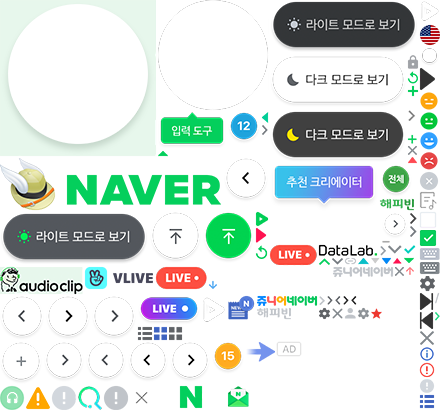 라이트 모드로 보기
다크 모드로 보기
입력 도구
12
다크 모드로 보기
추천 크리에이터
전체
NAVER
해피빈
라이트 모드로 보기
LIVE
DataLab.
쥬니어네이버
audioclip
VLIVE
LIVE
LIVE
NEWS
쥬니어네이버
해피빈
15
AD
N